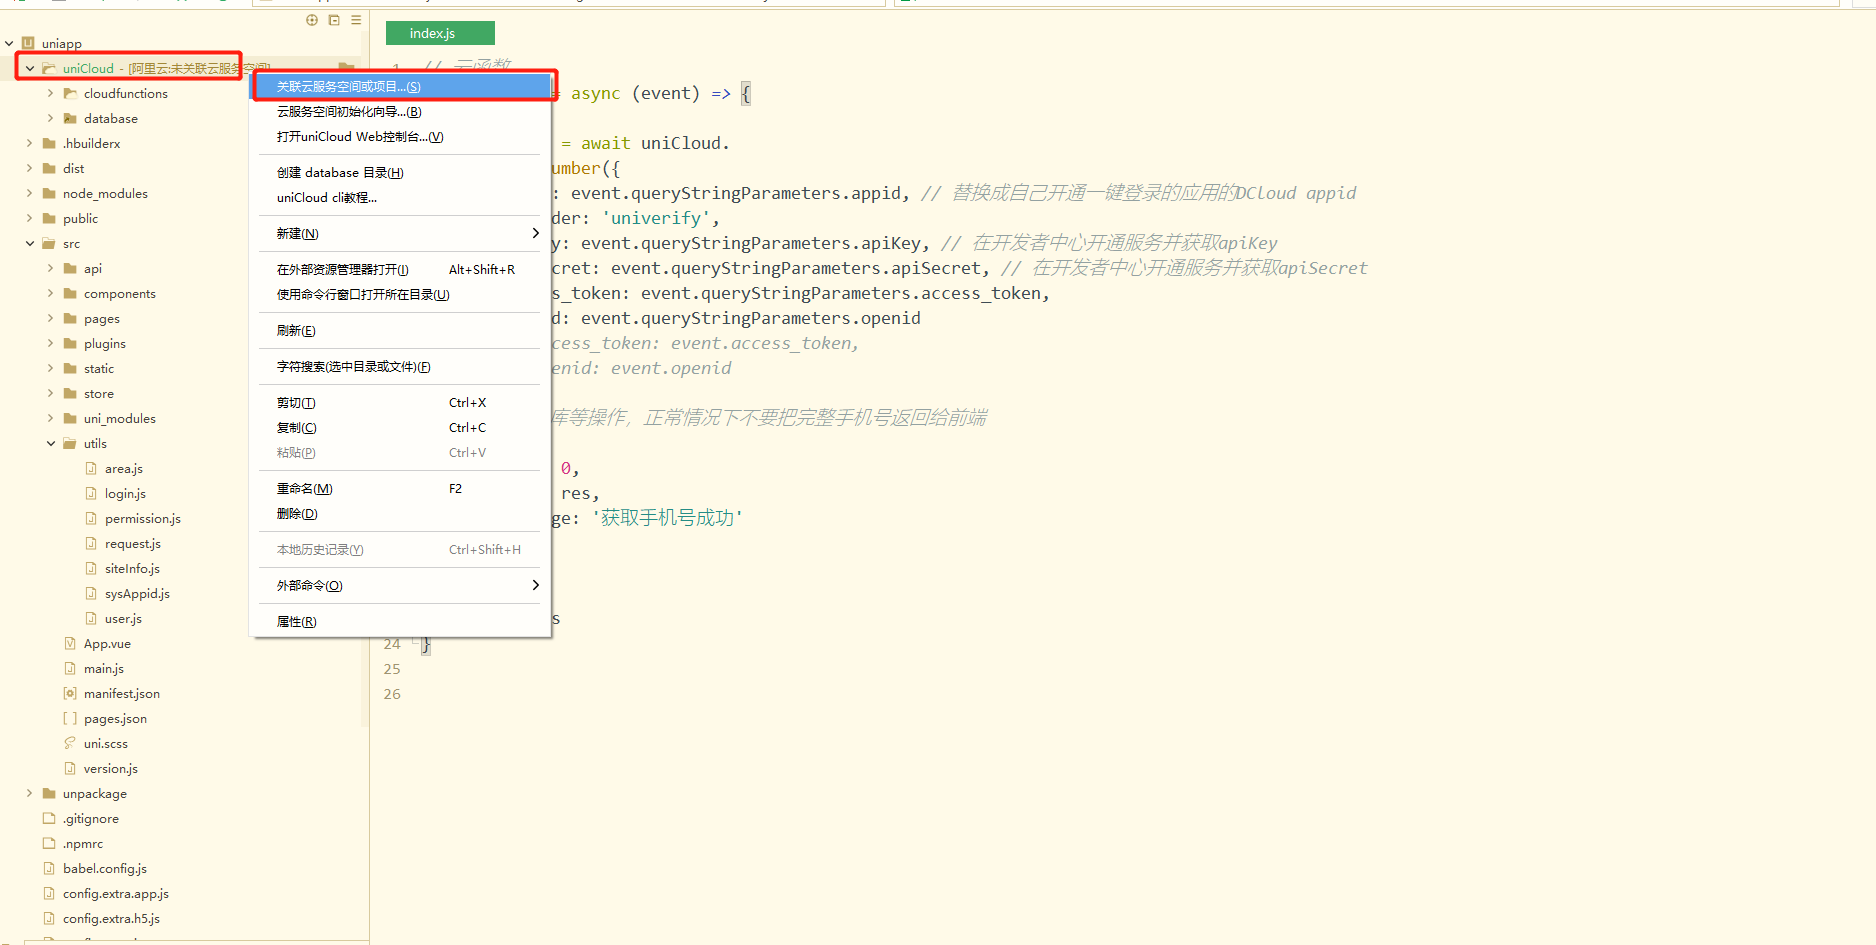 index.js
uniapp
uniCloud - [阿里云:未关联云服务空间]
cloudfunctions
database
.hbuilderx
dist
node_modules
public
src
api
components
pages
plugins
static
store
uni_modules
utils
area.js
login.js
permission.js
request.js
siteInfo.js
sysAppid.js
user.js
App.vue
main.js
manifest.json
pages.json
uni.scss
version.js
unpackage
.gitignore
.npmrc
babel.config.js
config.extra.app.js
config.extra.h5.js
关联云服务空间或项目...(S)
云服务空间初始化向导...(B)
打开uniCloud Web控制台...(V)
创建 database 目录(H)
uniCloud cli教程...
新建(N)
在外部资源管理器打开(I) Alt+Shift+R
使用命令行窗口打开所在目录(U)
刷新(E)
字符搜索(选中目录或文件)(F)
剪切(T) Ctrl+X
复制(C) Ctrl+C
粘贴(P) Ctrl+V
重命名(M) F2
删除(D)
本地历史记录(Y) Ctrl+Shift+H
外部命令(O)
属性(R)
1 // 云函数
= async (event) => {
= await uniCloud.
umber({
: event.queryStringParameters.appid, // 替换成自己开通一键登录的应用的DCloud appid
der: 'univerify',
y: event.queryStringParameters.apiKey, // 在开发者中心开通服务并获取apiKey
cret: event.queryStringParameters.apiSecret, // 在开发者中心开通服务并获取apiSecret
s_token: event.queryStringParameters.access_token,
d: event.queryStringParameters.openid
cess_token: event.access_token,
enid: event.openid
库等操作，正常情况下不要把完整手机号返回给前端
0,
res,
ge: '获取手机号成功'
s
24 }
25
26